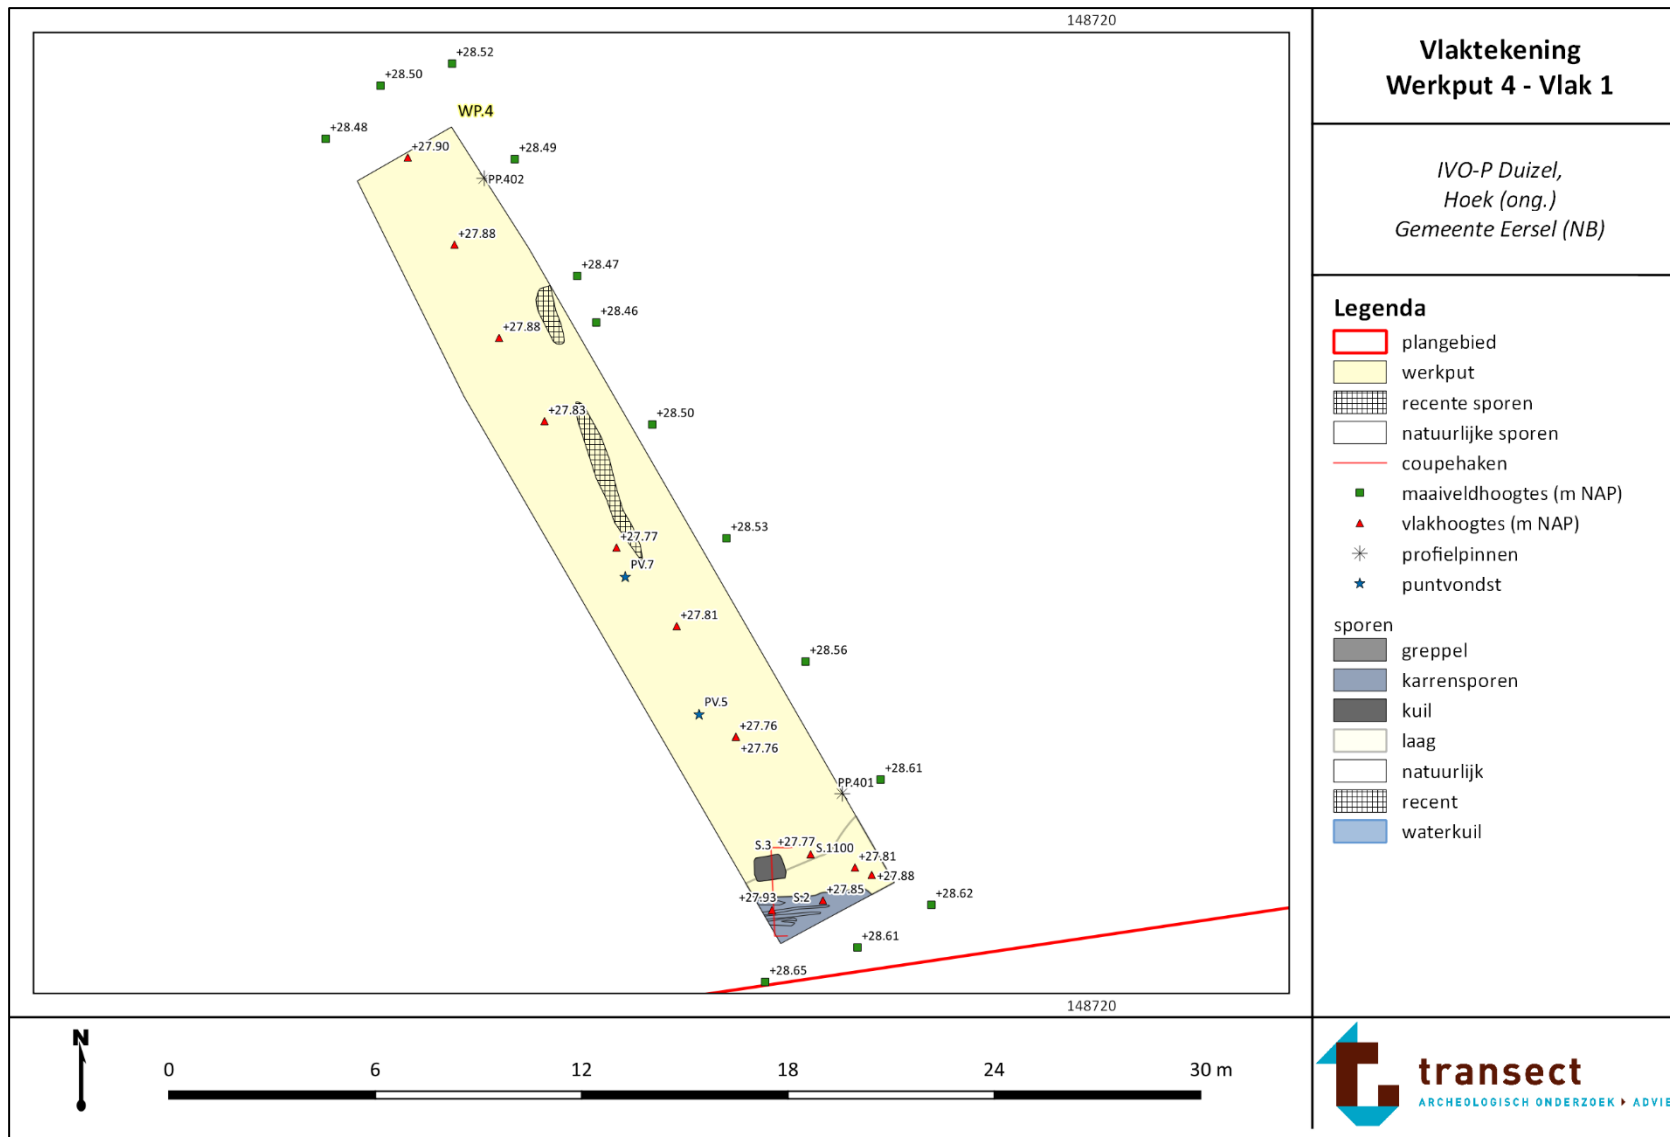 148720
+28.52
+28.50
WP.4
+28.48
+27.90
+28.49
PP.402
+27.88
+28.47
+28.46
+27.88
+27.83
+28.50
+28.53
+27.77
PV.7
+27.81
+28.56
PV.5
+27.76
+27.76
+28.61
PP.401
S.3
+27.77
S.1100
+27.81
+27.88
+27.85
+27.93
S.2
+28.62
+28.61
+28.65
148720
N
0 6 12 18 24 30 m
Vlaktekening
Werkput 4 - Vlak 1
IVO-P Duizel,
Hoek (ong.)
Gemeente Eersel (NB)
Legenda
plangebied
werkput
recente sporen
natuurlijke sporen
coupehaken
maaiveldhoogtes (m NAP)
vlakhoogtes (m NAP)
profielpinnen
puntvondst
sporen
greppel
karrensporen
kuil
laag
natuurlijk
recent
waterkuil
transect
ARCHEOLOGISCH ONDERZOEK ▸ ADVIE